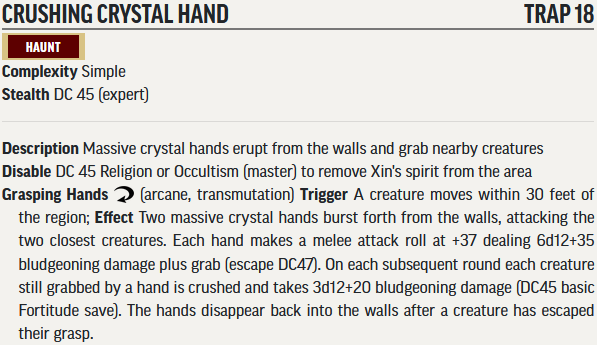 CRUSHING CRYSTAL HAND TRAP 18
HAUNT
Complexity Simple
Stealth DC 45 (expert)
Description Massive crystal hands erupt from the walls and grab nearby creatures
Disable DC 45 Religion or Occultism (master) to remove Xin's spirit from the area
Grasping Hands (arcane, transmutation) Trigger A creature moves within 30 feet of
the region; Effect Two massive crystal hands burst forth from the walls, attacking the
two closest creatures. Each hand makes a melee attack roll at +37 dealing 6d12+35
bludgeoning damage plus grab (escape DC47). On each subsequent round each creature
still grabbed by a hand is crushed and takes 3d12+20 bludgeoning damage (DC45 basic
Fortitude save). The hands disappear back into the walls after a creature has escaped
their grasp.